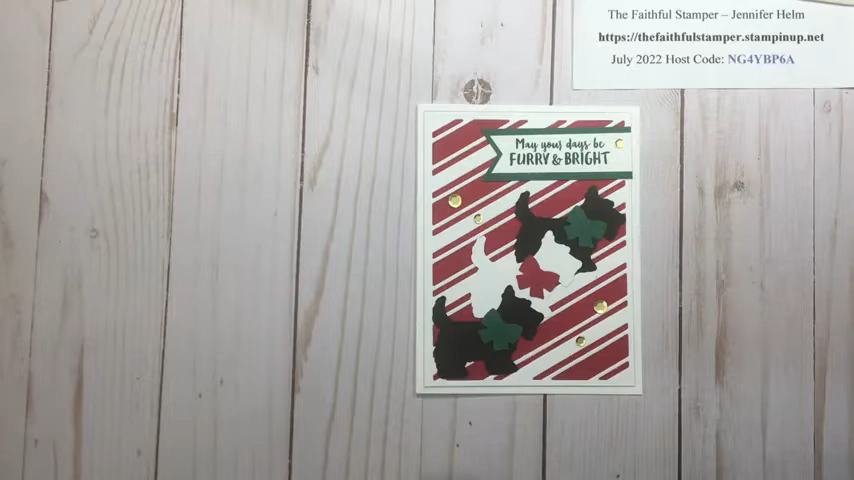 The Faithful Stamper – Jennifer Helm
https://thefaithfulstamper.stampinup.net
July 2022 Host Code: NG4YBP6A
May your days be
FURRY & BRIGHT